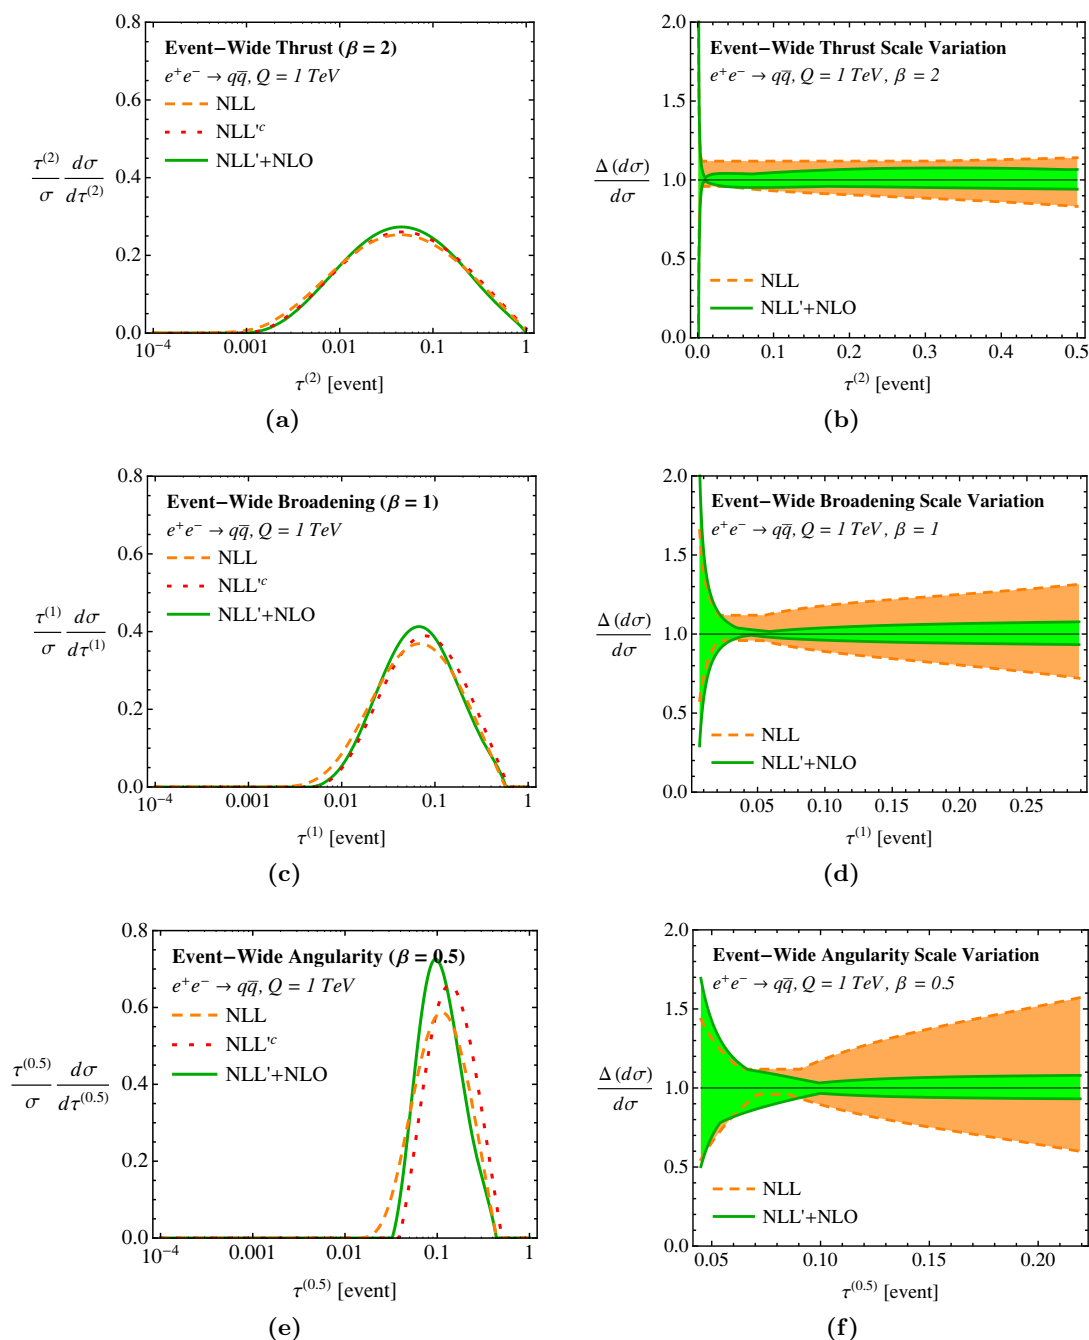 Event−Wide Thrust (β = 2)
e⁺e⁻ → qq̅, Q = 1 TeV
NLL
NLL'ᶜ
NLL'+NLO
τ⁽²⁾/σ dσ/dτ⁽²⁾
0.8
0.6
0.4
0.2
0.0
10⁻⁴ 0.001 0.01 0.1 1
τ⁽²⁾ [event]
(a)
Event−Wide Thrust Scale Variation
e⁺e⁻ → qq̅, Q = 1 TeV, β = 2
NLL
NLL'+NLO
Δ(dσ)/dσ
2.0
1.5
1.0
0.5
0.0
0.0 0.1 0.2 0.3 0.4 0.5
τ⁽²⁾ [event]
(b)
Event−Wide Broadening (β = 1)
e⁺e⁻ → qq̅, Q = 1 TeV
NLL
NLL'ᶜ
NLL'+NLO
τ⁽¹⁾/σ dσ/dτ⁽¹⁾
0.8
0.6
0.4
0.2
0.0
10⁻⁴ 0.001 0.01 0.1 1
τ⁽¹⁾ [event]
(c)
Event−Wide Broadening Scale Variation
e⁺e⁻ → qq̅, Q = 1 TeV, β = 1
NLL
NLL'+NLO
Δ(dσ)/dσ
2.0
1.5
1.0
0.5
0.0
0.05 0.10 0.15 0.20 0.25
τ⁽¹⁾ [event]
(d)
Event−Wide Angularity (β = 0.5)
e⁺e⁻ → qq̅, Q = 1 TeV
NLL
NLL'ᶜ
NLL'+NLO
τ⁽⁰·⁵⁾/σ dσ/dτ⁽⁰·⁵⁾
0.8
0.6
0.4
0.2
0.0
10⁻⁴ 0.001 0.01 0.1 1
τ⁽⁰·⁵⁾ [event]
(e)
Event−Wide Angularity Scale Variation
e⁺e⁻ → qq̅, Q = 1 TeV, β = 0.5
NLL
NLL'+NLO
Δ(dσ)/dσ
2.0
1.5
1.0
0.5
0.0
0.05 0.10 0.15 0.20
τ⁽⁰·⁵⁾ [event]
(f)